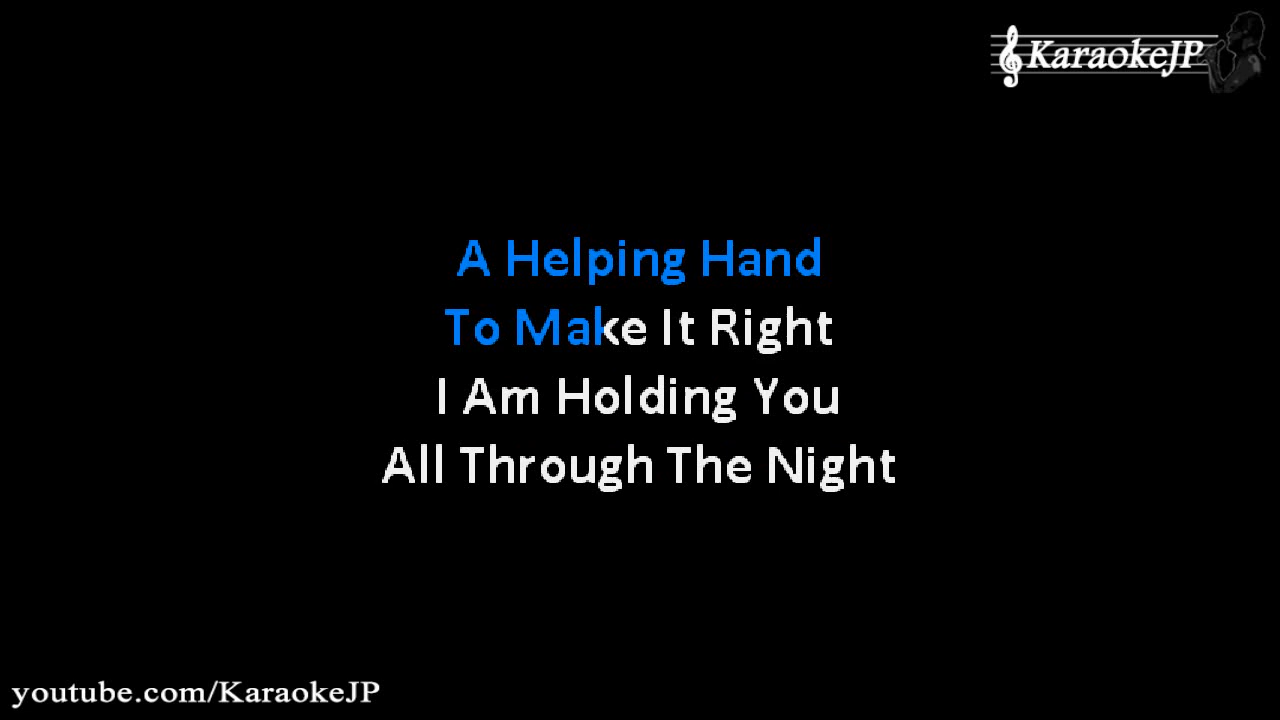 KaraokeJP
A Helping Hand
To Make It Right
I Am Holding You
All Through The Night
youtube.com/KaraokeJP